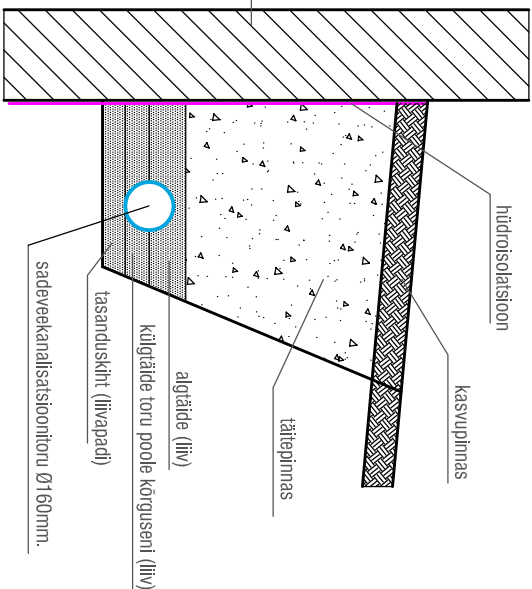 hüdroisolatsioon
kasvupinnas
täitepinnas
algtäide (liiv)
külgtäide toru poole kõrguseni (liiv)
tasanduskiht (liivapadi)
sadeveekanalisatsioonitoru Ø160mm.